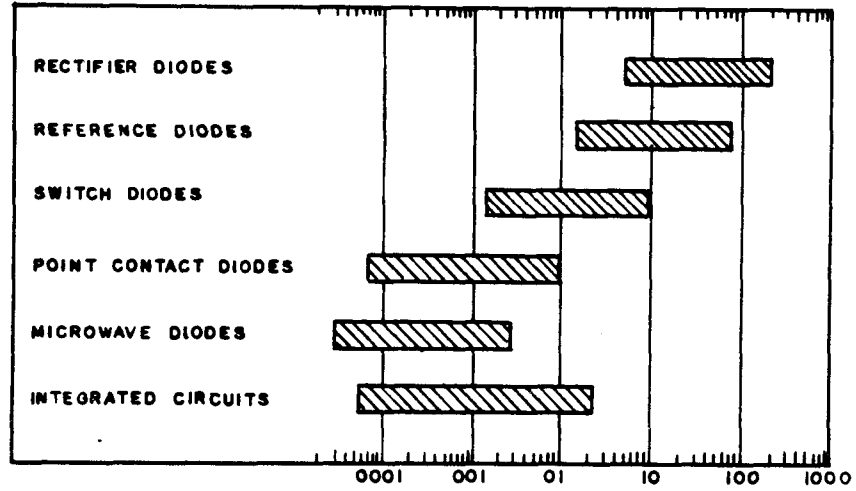 RECTIFIER DIODES
REFERENCE DIODES
SWITCH DIODES
POINT CONTACT DIODES
MICROWAVE DIODES
INTEGRATED CIRCUITS
0001 001 01 10 100 1000